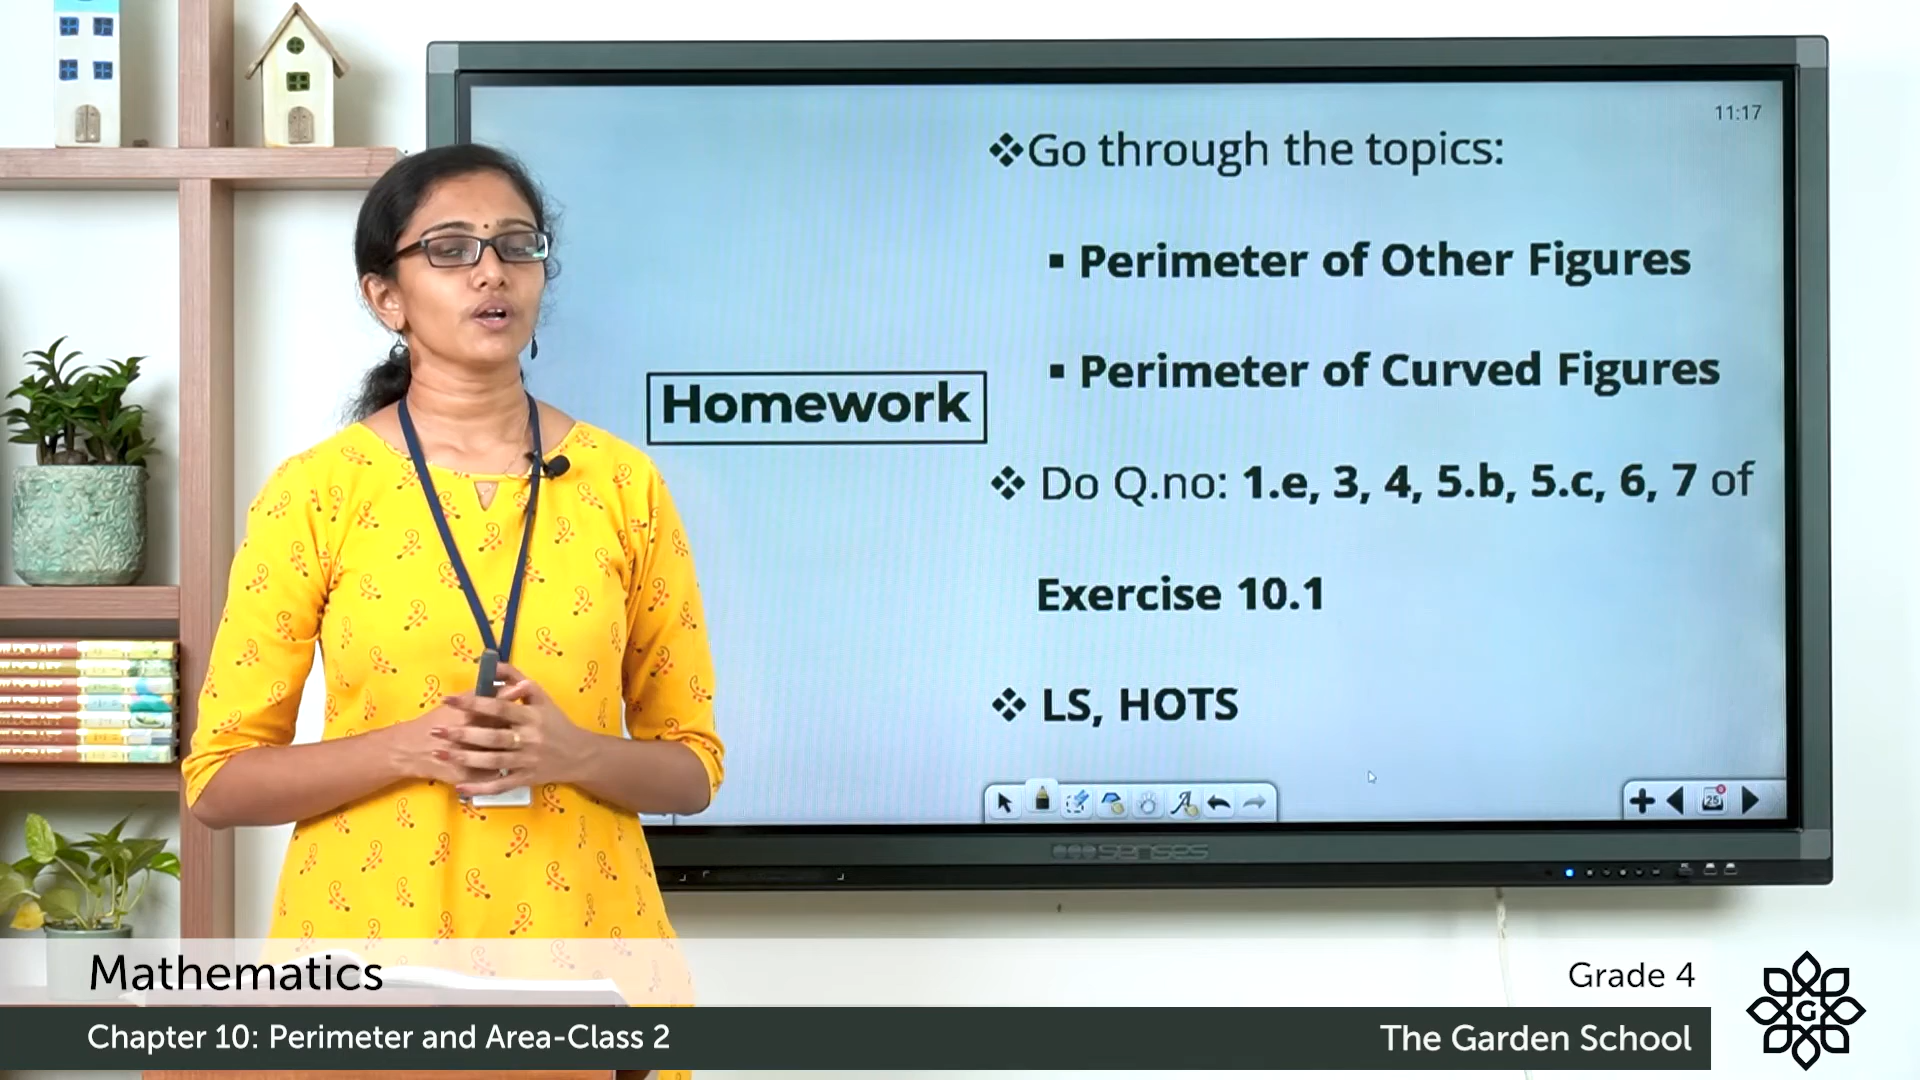 11:17
❖Go through the topics:
▪ Perimeter of Other Figures
▪ Perimeter of Curved Figures
Homework
❖ Do Q.no: 1.e, 3, 4, 5.b, 5.c, 6, 7 of
Exercise 10.1
❖ LS, HOTS
25
senses
Mathematics
Grade 4
Chapter 10: Perimeter and Area-Class 2
The Garden School
G